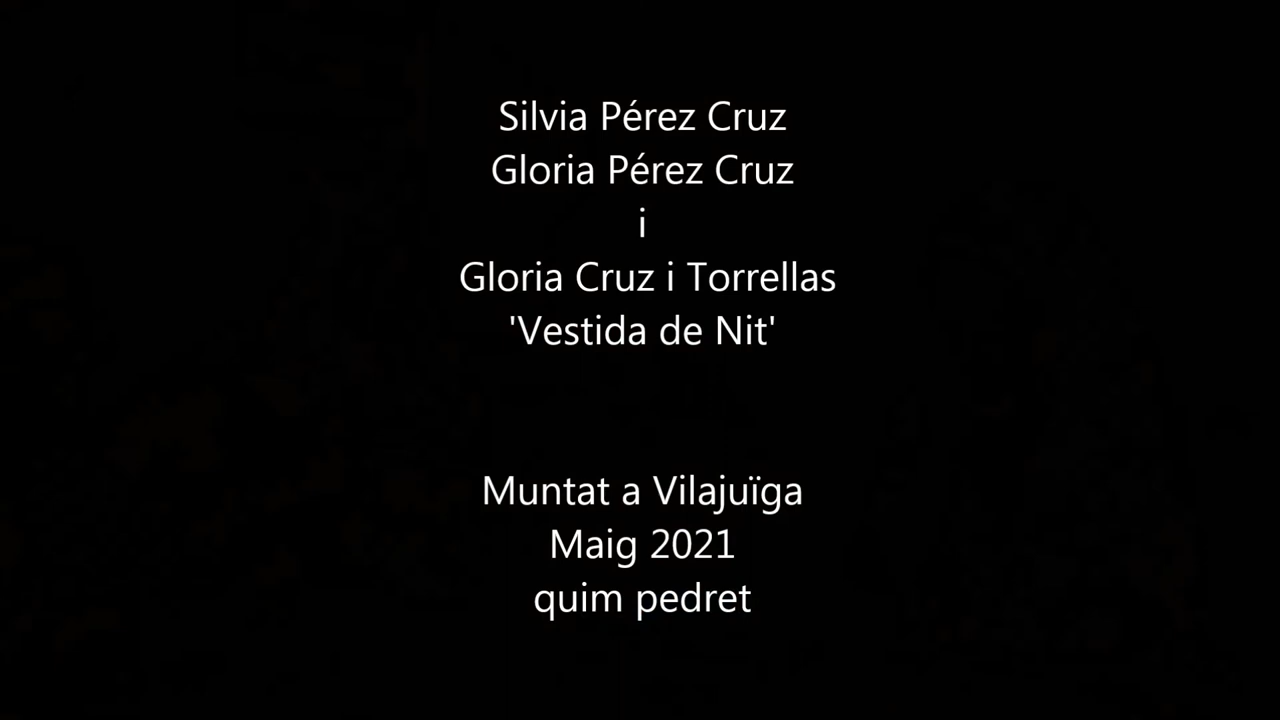 Silvia Pérez Cruz
Gloria Pérez Cruz
i
Gloria Cruz i Torrellas
'Vestida de Nit'
Muntat a Vilajuïga
Maig 2021
quim pedret